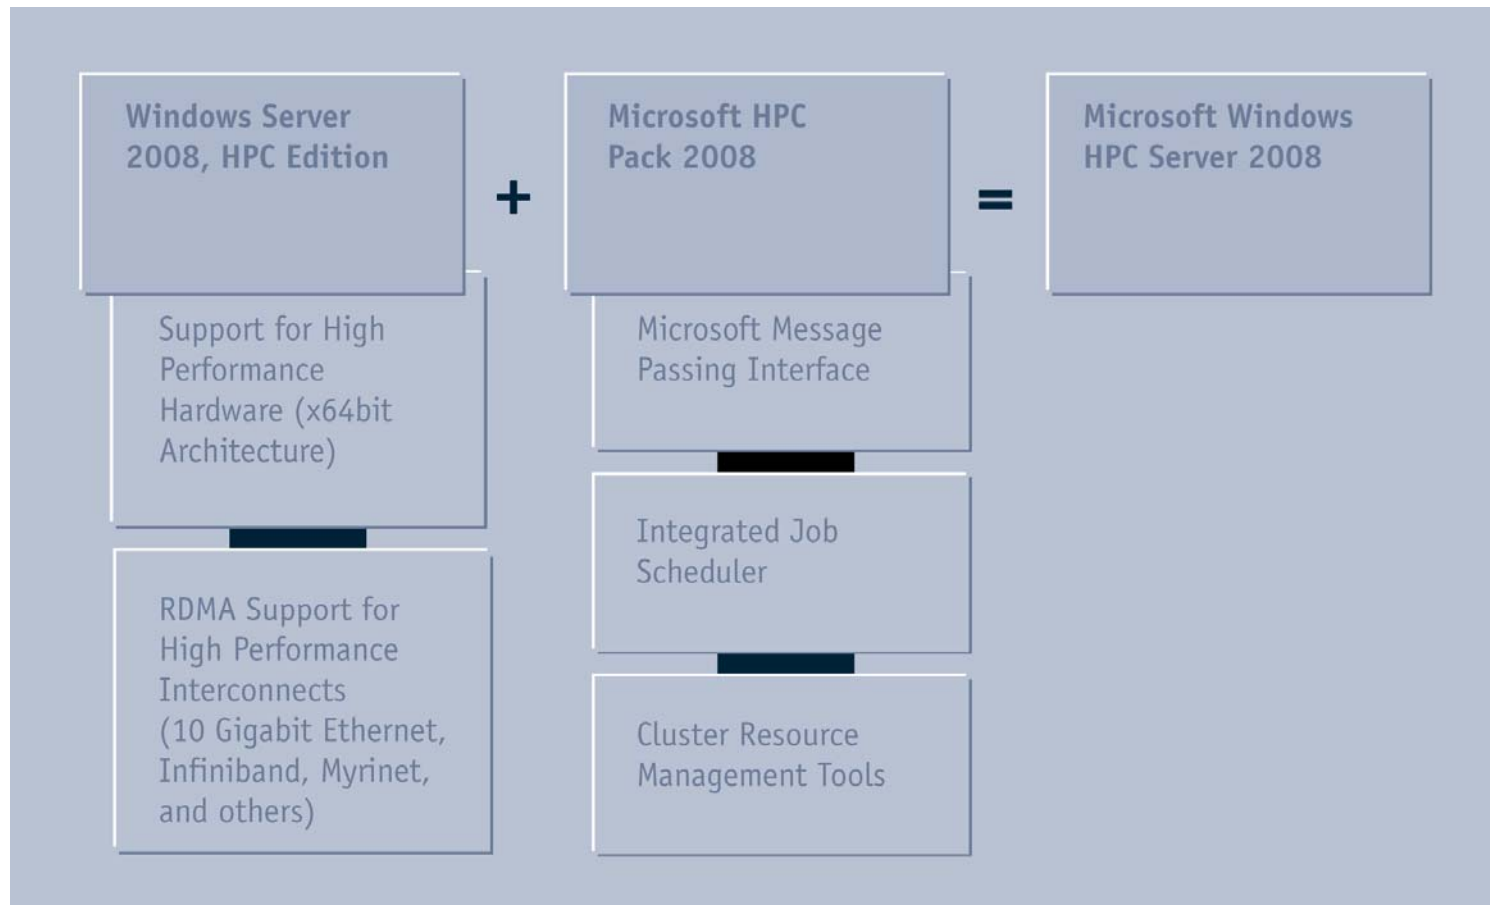 Windows Server
2008, HPC Edition
+
Microsoft HPC
Pack 2008
=
Microsoft Windows
HPC Server 2008
Support for High
Performance
Hardware (x64bit
Architecture)
RDMA Support for
High Performance
Interconnects
(10 Gigabit Ethernet,
Infiniband, Myrinet,
and others)
Microsoft Message
Passing Interface
Integrated Job
Scheduler
Cluster Resource
Management Tools